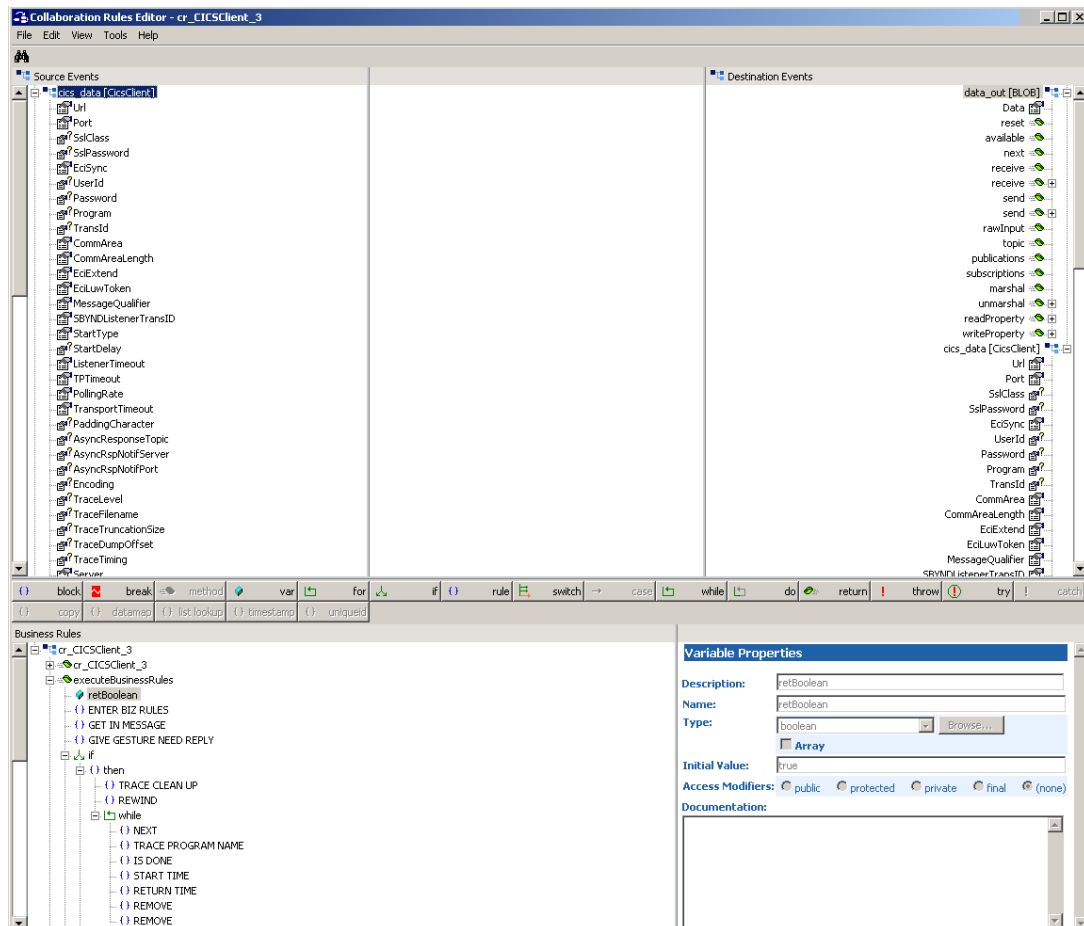 Collaboration Rules Editor - cr_CICSClient_3
File Edit View Tools Help
Source Events
cics_data [CicsClient]
Url
Port
SslClass
SslPassword
EciSync
UserId
Password
Program
TransId
CommArea
CommAreaLength
EciExtend
EciLuwToken
MessageQualifier
SBYNDListenerTransID
StartType
StartDelay
ListenerTimeout
TPTimeout
PollingRate
TransportTimeout
PaddingCharacter
AsyncResponseTopic
AsyncRspNotifServer
AsyncRspNotifPort
Encoding
TraceLevel
TraceFilename
TraceTruncationSize
TraceDumpOffset
TraceTiming
Server
Destination Events
data_out [BLOB]
Data
reset
available
next
receive
receive
send
send
rawInput
topic
publications
subscriptions
marshal
unmarshal
readProperty
writeProperty
cics_data [CicsClient]
Url
Port
SslClass
SslPassword
EciSync
UserId
Password
Program
TransId
CommArea
CommAreaLength
EciExtend
EciLuwToken
MessageQualifier
SBYNDListenerTransID
{} block break method var for if {} rule switch case while do return ! throw try ! catch
{} copy {} datamap {} list lookup {} timestamp {} uniqueid
Business Rules
cr_CICSClient_3
cr_CICSClient_3
executeBusinessRules
retBoolean
{} ENTER BIZ RULES
{} GET IN MESSAGE
{} GIVE GESTURE NEED REPLY
if
{} then
{} TRACE CLEAN UP
{} REWIND
while
{} NEXT
{} TRACE PROGRAM NAME
{} IS DONE
{} START TIME
{} RETURN TIME
{} REMOVE
{} REMOVE
Variable Properties
Description: retBoolean
Name: retBoolean
Type: boolean Browse...
Array
Initial Value: true
Access Modifiers: public protected private final (none)
Documentation: